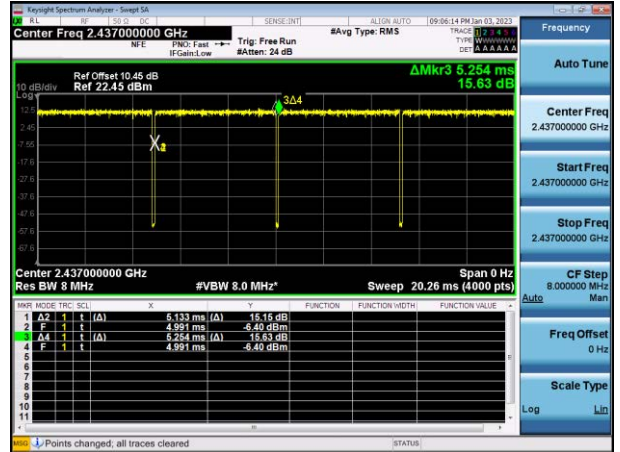 Keysight Spectrum Analyzer - Swept SA
RL RF 50 Ω DC SENSE:INT ALIGN AUTO 09:06:14 PM Jan 03, 2023
Center Freq 2.437000000 GHz #Avg Type: RMS TRACE 1 2 3 4 5 6
NFE PNO: Fast Trig: Free Run TYPE WWWWWW
IFGain:Low #Atten: 24 dB DET A A A A A A
Frequency
Auto Tune
Ref Offset 10.45 dB ΔMkr3 5.254 ms
10 dB/div Ref 22.45 dBm 15.63 dB
Log
3Δ4
12.5
2.45
-7.55
-17.6
-27.6
-37.6
-47.6
-57.6
-67.6
Center Freq
2.437000000 GHz
Start Freq
2.437000000 GHz
Stop Freq
2.437000000 GHz
Center 2.437000000 GHz Span 0 Hz
Res BW 8 MHz #VBW 8.0 MHz* Sweep 20.26 ms (4000 pts)
CF Step
8.000000 MHz
Auto Man
MKR MODE TRC SCL X Y FUNCTION FUNCTION WIDTH FUNCTION VALUE
1 Δ2 1 t (Δ) 5.133 ms (Δ) 15.15 dB
2 F 1 t 4.991 ms -6.40 dBm
3 Δ4 1 t (Δ) 5.254 ms (Δ) 15.63 dB
4 F 1 t 4.991 ms -6.40 dBm
5
6
7
8
9
10
11
Freq Offset
0 Hz
Scale Type
Log Lin
MSG Points changed; all traces cleared STATUS